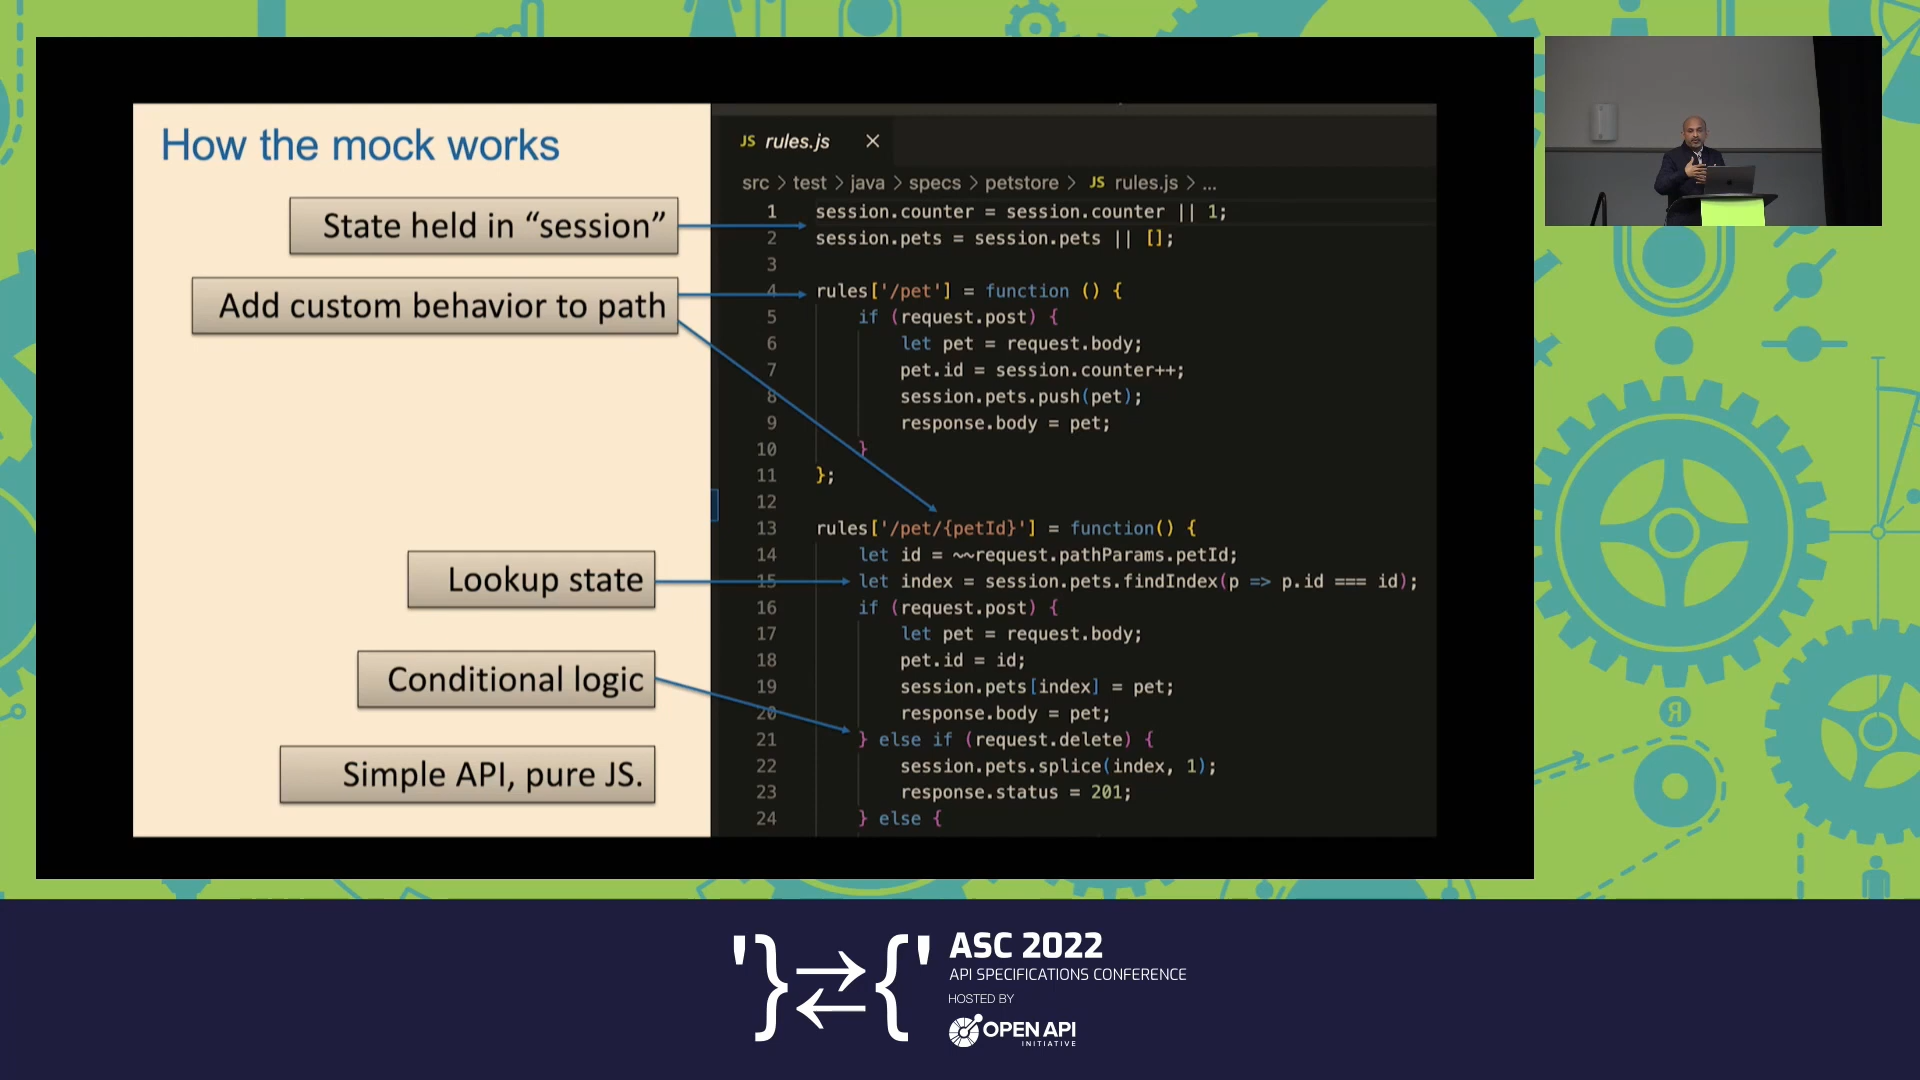 How the mock works
State held in “session”
Add custom behavior to path
Lookup state
Conditional logic
Simple API, pure JS.
JS rules.js ×
src > test > java > specs > petstore > JS rules.js > ...
1 session.counter = session.counter || 1;
2 session.pets = session.pets || [];
3
4 rules['/pet'] = function () {
5 if (request.post) {
6 let pet = request.body;
7 pet.id = session.counter++;
8 session.pets.push(pet);
9 response.body = pet;
10 }
11 };
12
13 rules['/pet/{petId}'] = function() {
14 let id = ~~request.pathParams.petId;
15 let index = session.pets.findIndex(p => p.id === id);
16 if (request.post) {
17 let pet = request.body;
18 pet.id = id;
19 session.pets[index] = pet;
20 response.body = pet;
21 } else if (request.delete) {
22 session.pets.splice(index, 1);
23 response.status = 201;
24 } else {
'}⇄{'
ASC 2022
API SPECIFICATIONS CONFERENCE
HOSTED BY
OPEN API
INITIATIVE